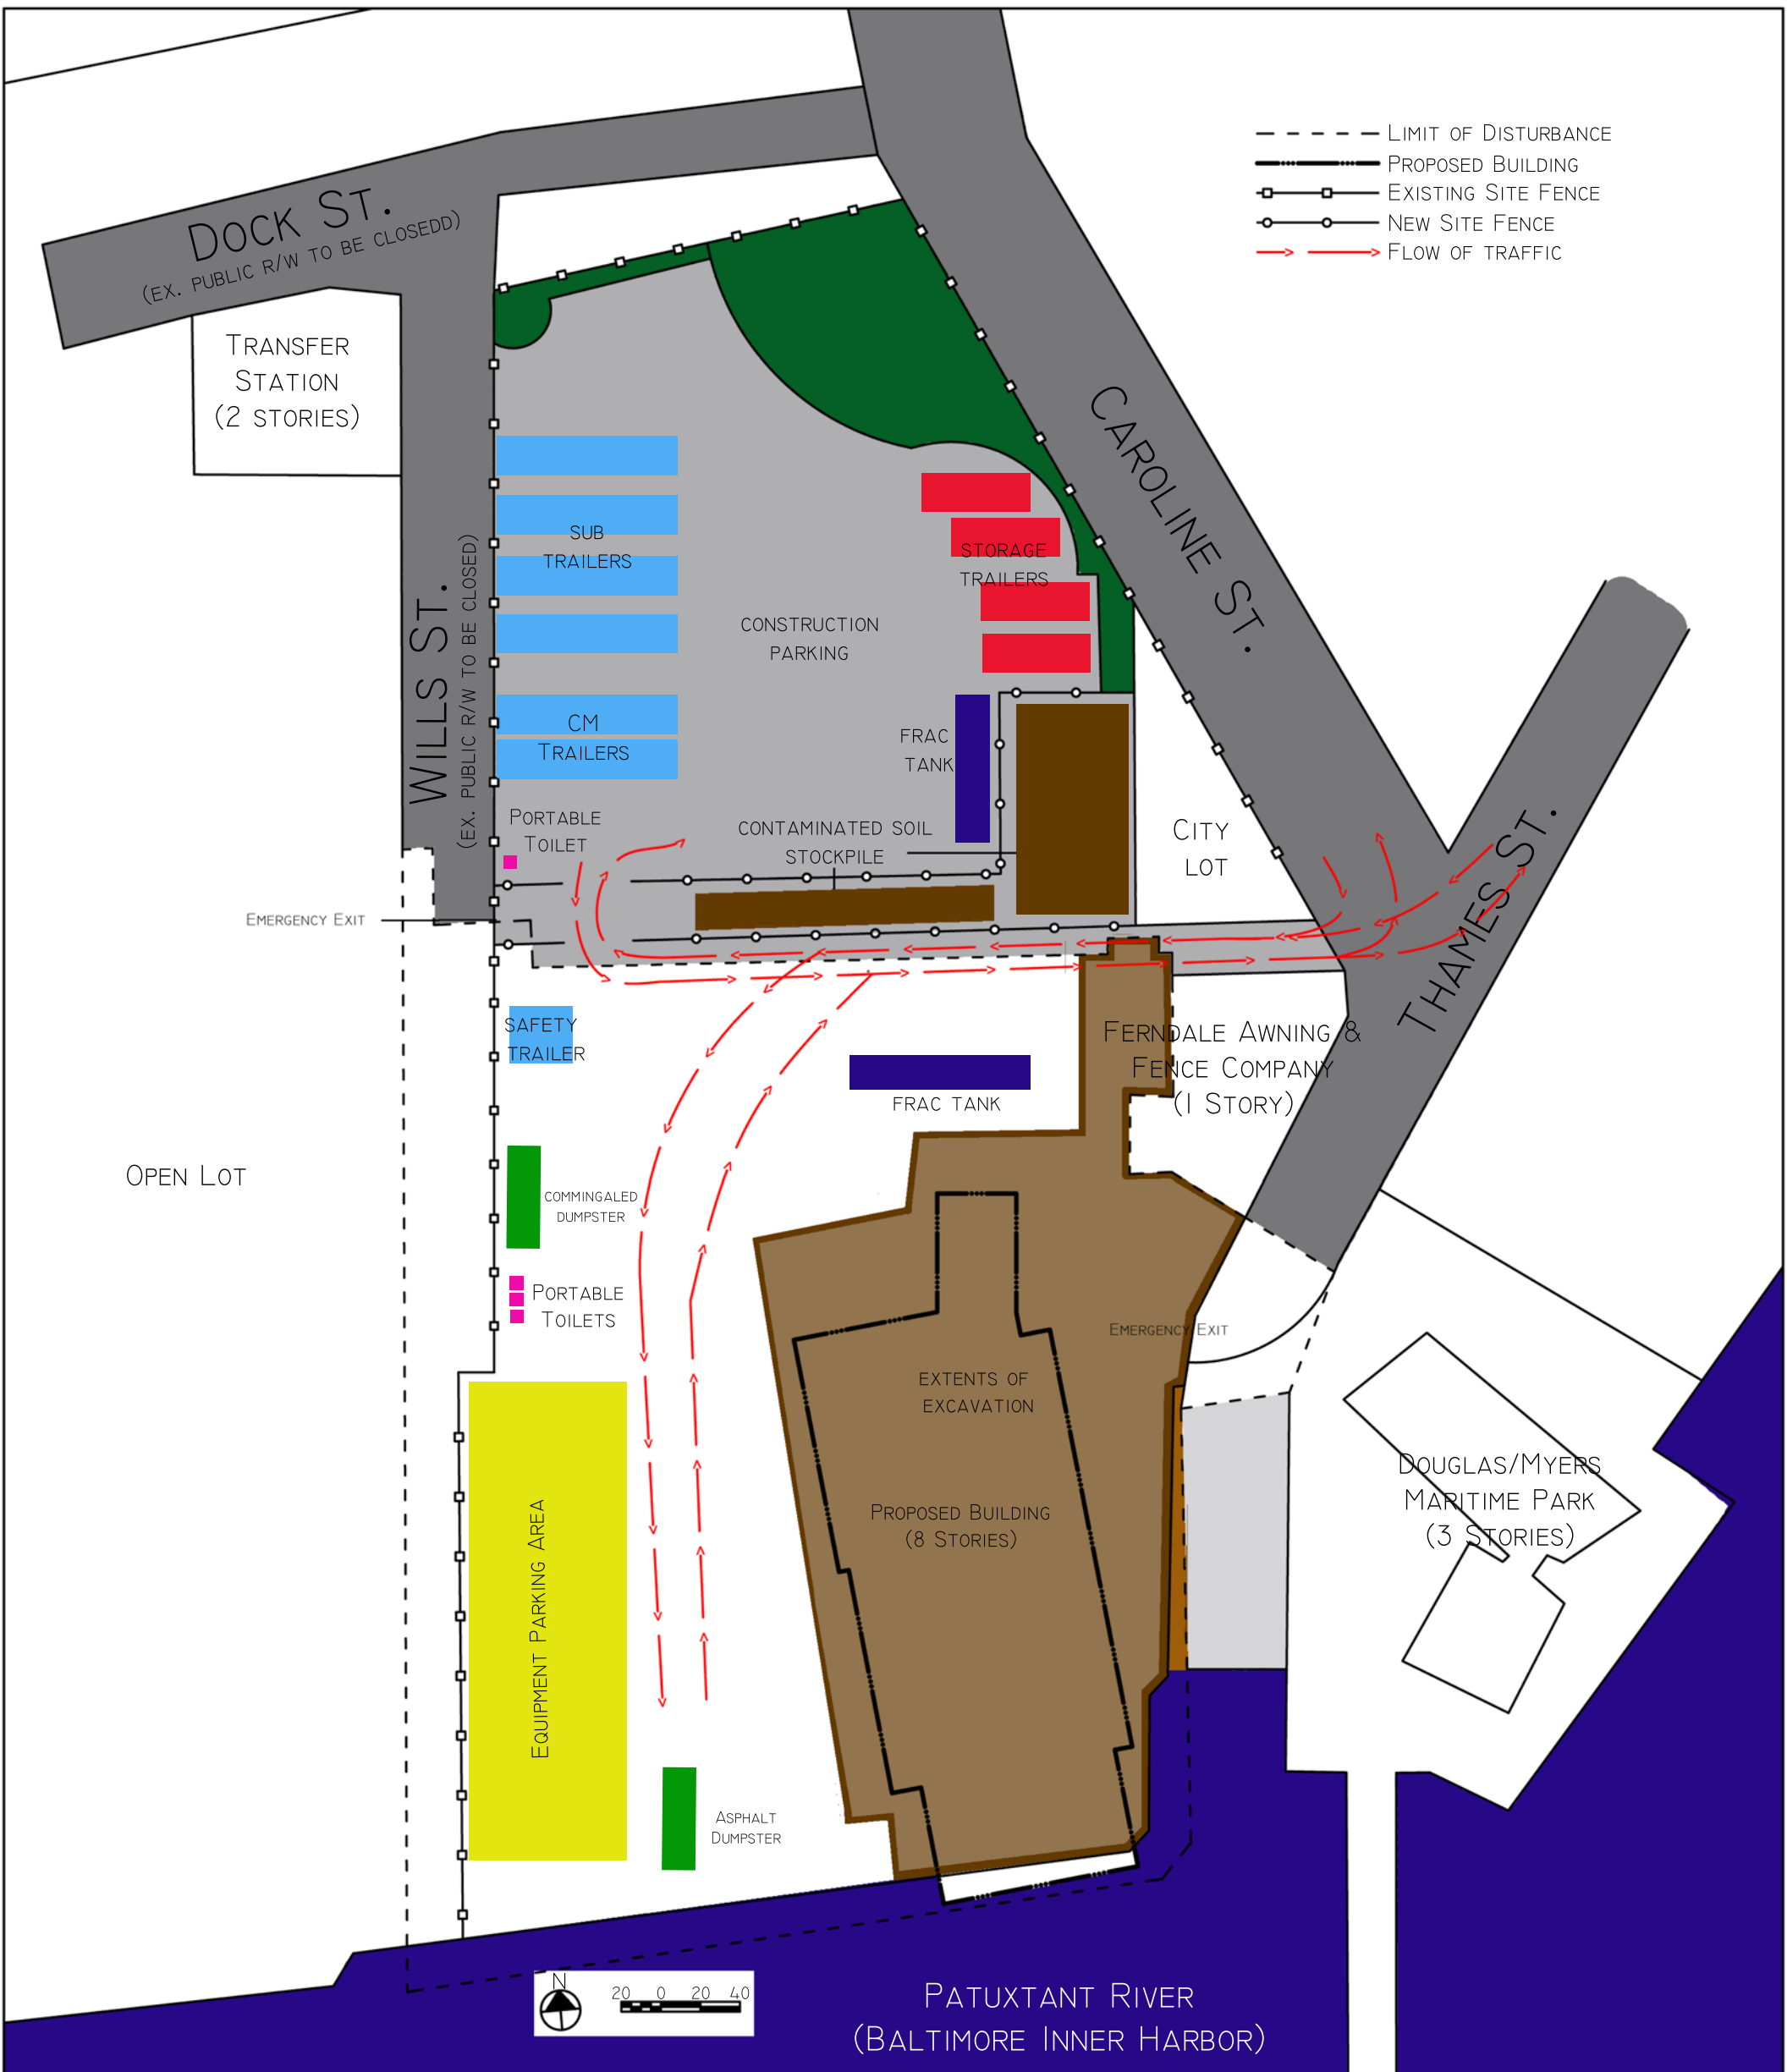 LIMIT OF DISTURBANCE
PROPOSED BUILDING
EXISTING SITE FENCE
NEW SITE FENCE
FLOW OF TRAFFIC
DOCK ST.
(EX. PUBLIC R/W TO BE CLOSEDD)
TRANSFER
STATION
(2 STORIES)
CAROLINE ST.
WILLS ST.
(EX. PUBLIC R/W TO BE CLOSED)
SUB
TRAILERS
STORAGE
TRAILERS
CONSTRUCTION
PARKING
CM
TRAILERS
FRAC
TANK
PORTABLE
TOILET
CONTAMINATED SOIL
STOCKPILE
CITY
LOT
THAMES ST.
EMERGENCY EXIT
SAFETY
TRAILER
FERNDALE AWNING &
FENCE COMPANY
(1 STORY)
FRAC TANK
OPEN LOT
COMMINGALED
DUMPSTER
PORTABLE
TOILETS
EMERGENCY EXIT
EXTENTS OF
EXCAVATION
DOUGLAS/MYERS
MARITIME PARK
(3 STORIES)
PROPOSED BUILDING
(8 STORIES)
EQUIPMENT PARKING AREA
ASPHALT
DUMPSTER
N
20 0 20 40
PATUXTANT RIVER
(BALTIMORE INNER HARBOR)